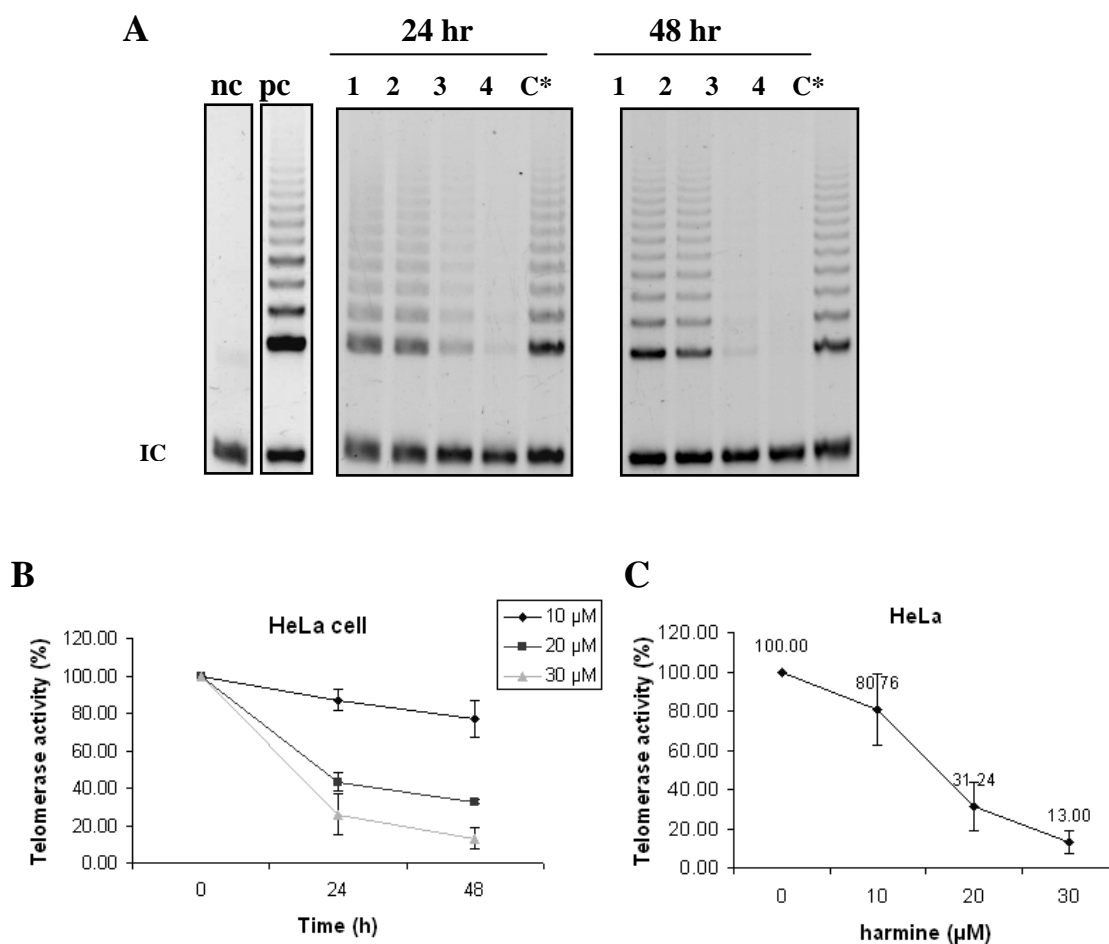 A
24 hr
48 hr
nc pc
1 2 3 4 C*
1 2 3 4 C*
IC
B
HeLa cell
10 µM
20 µM
30 µM
120.00
100.00
80.00
60.00
40.00
20.00
0.00
Telomerase activity (%)
0 24 48
Time (h)
C
HeLa
120.00
100.00
80.00
60.00
40.00
20.00
0.00
Telomerase activity (%)
100.00
80.76
31.24
13.00
0 10 20 30
harmine (µM)